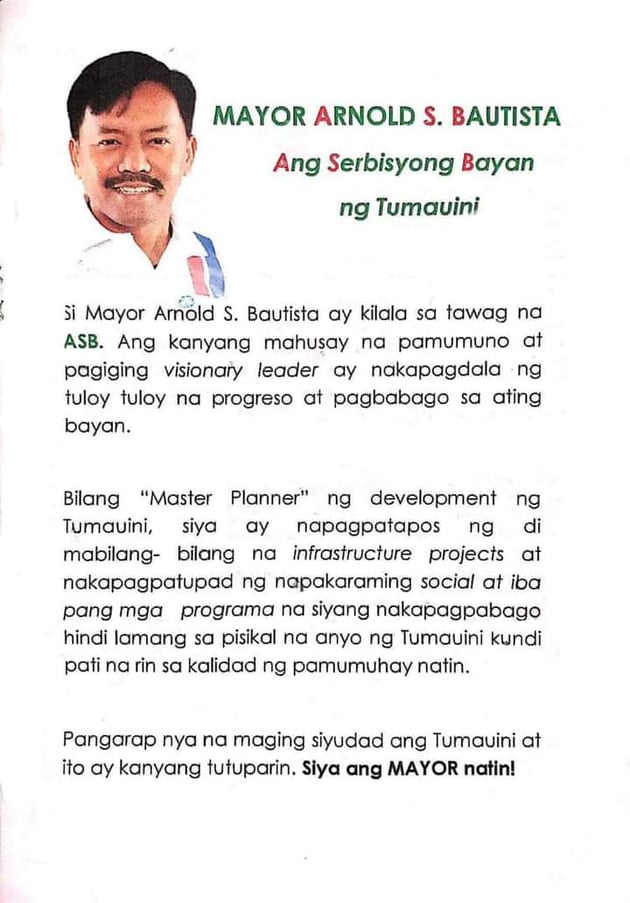 MAYOR ARNOLD S. BAUTISTA
Ang Serbisyong Bayan
ng Tumauini
Si Mayor Arnold S. Bautista ay kilala sa tawag na
ASB. Ang kanyang mahusay na pamumuno at
pagiging visionary leader ay nakapagdala ng
tuloy tuloy na progreso at pagbabago sa ating
bayan.
Bilang "Master Planner" ng development ng
Tumauini, siya ay napagpatapos ng di
mabilang- bilang na infrastructure projects at
nakapagpatupad ng napakaraming social at iba
pang mga programa na siyang nakapagpabago
hindi lamang sa pisikal na anyo ng Tumauini kundi
pati na rin sa kalidad ng pamumuhay natin.
Pangarap nya na maging siyudad ang Tumauini at
ito ay kanyang tutuparin. Siya ang MAYOR natin!